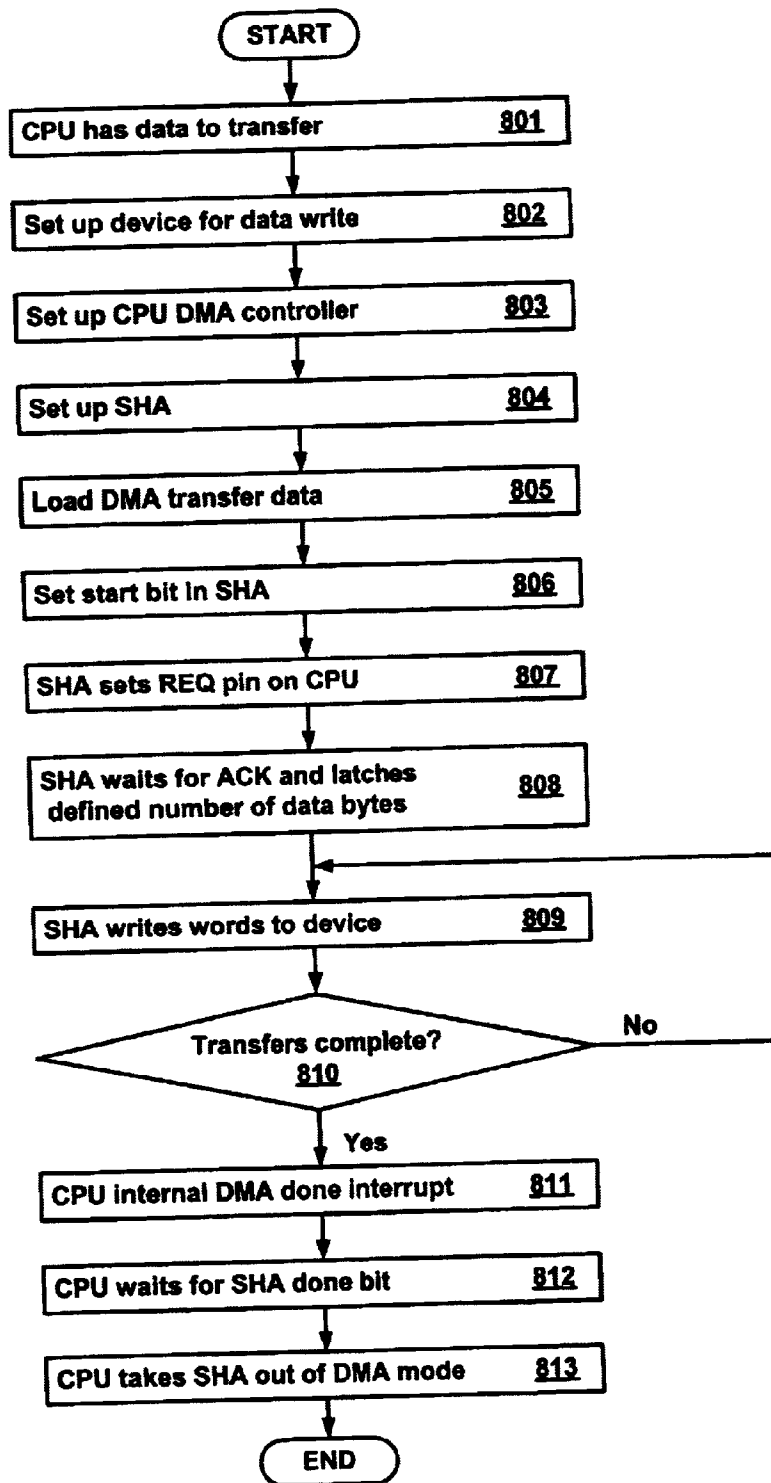 START
CPU has data to transfer 801
Set up device for data write 802
Set up CPU DMA controller 803
Set up SHA 804
Load DMA transfer data 805
Set start bit in SHA 806
SHA sets REQ pin on CPU 807
SHA waits for ACK and latches
defined number of data bytes 808
SHA writes words to device 809
Transfers complete?
810
No
Yes
CPU internal DMA done interrupt 811
CPU waits for SHA done bit 812
CPU takes SHA out of DMA mode 813
END